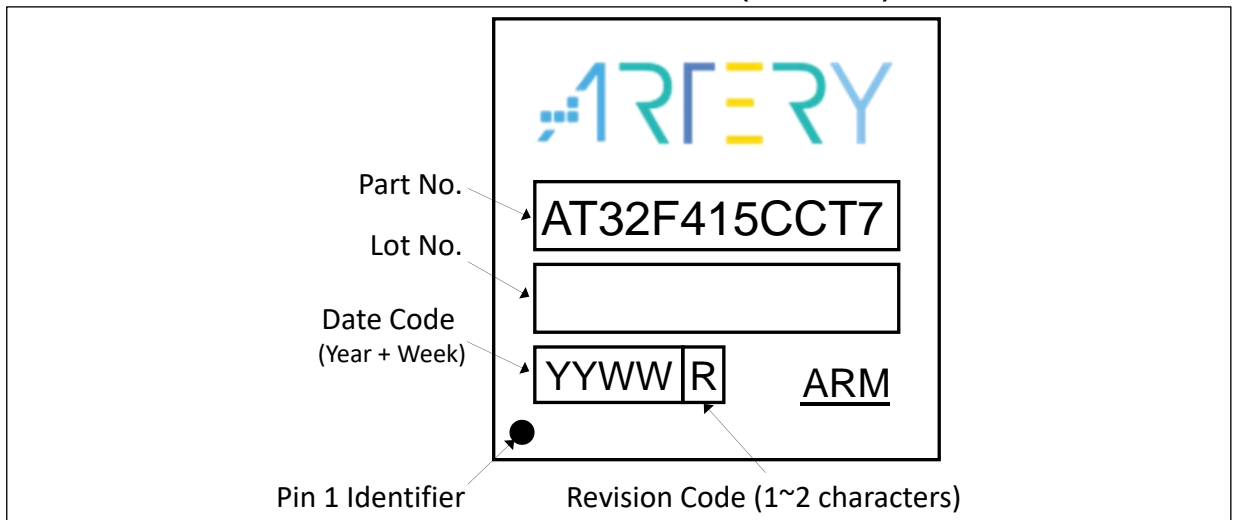 ARTERY
Part No.
AT32F415CCT7
Lot No.
Date Code
(Year + Week)
YYWW R
ARM
Pin 1 Identifier
Revision Code (1~2 characters)